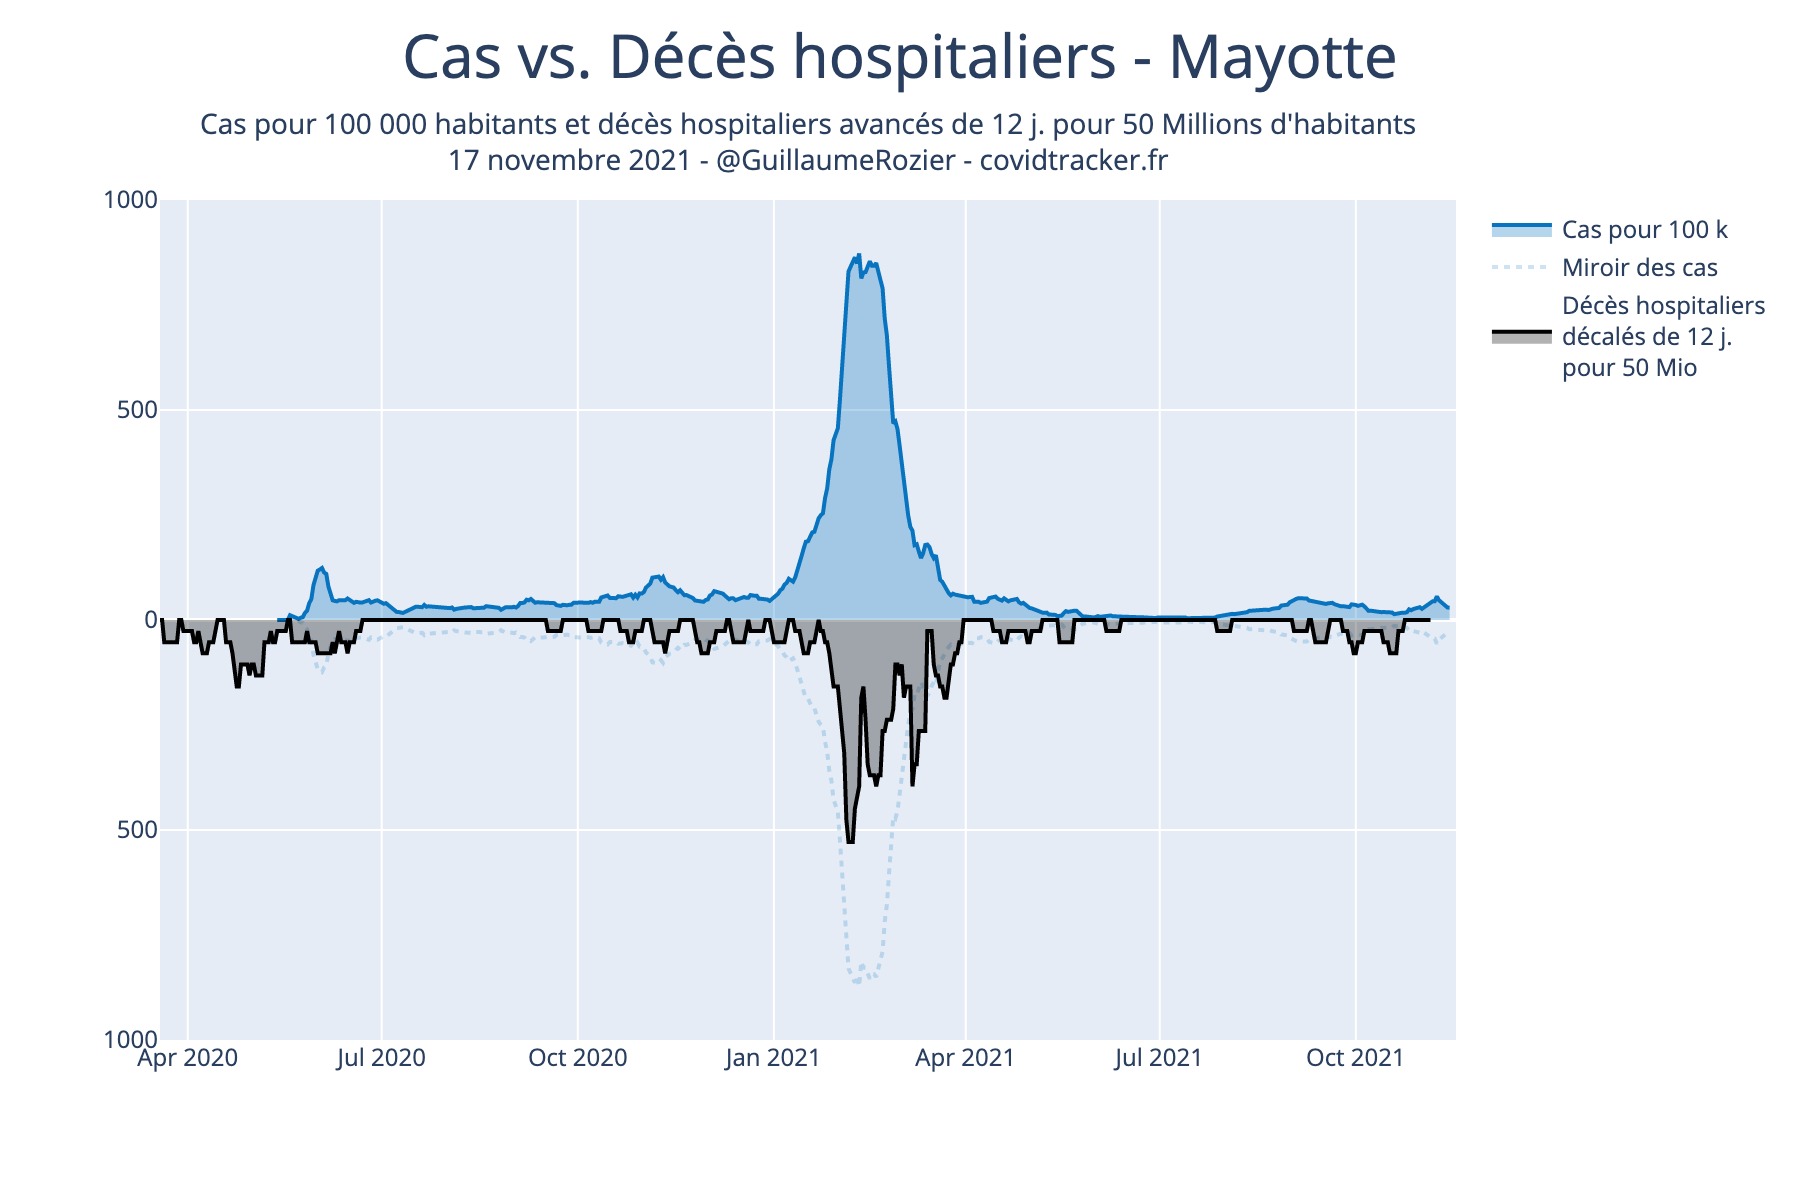 Cas vs. Décès hospitaliers - Mayotte
Cas pour 100 000 habitants et décès hospitaliers avancés de 12 j. pour 50 Millions d'habitants
17 novembre 2021 - @GuillaumeRozier - covidtracker.fr
1000
500
0
500
1000
Apr 2020
Jul 2020
Oct 2020
Jan 2021
Apr 2021
Jul 2021
Oct 2021
Cas pour 100 k
Miroir des cas
Décès hospitaliers
décalés de 12 j.
pour 50 Mio